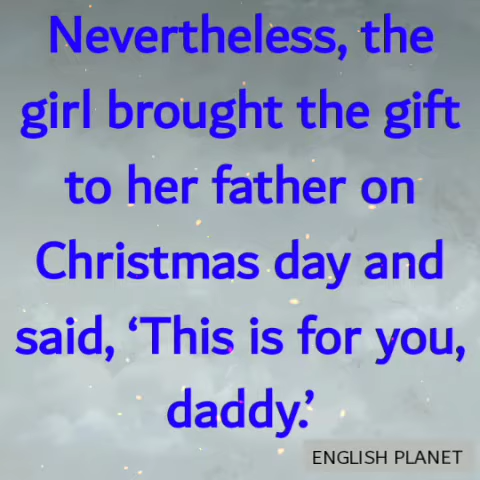 Nevertheless, the
girl brought the gift
to her father on
Christmas day and
said, ‘This is for you,
daddy.’
ENGLISH PLANET